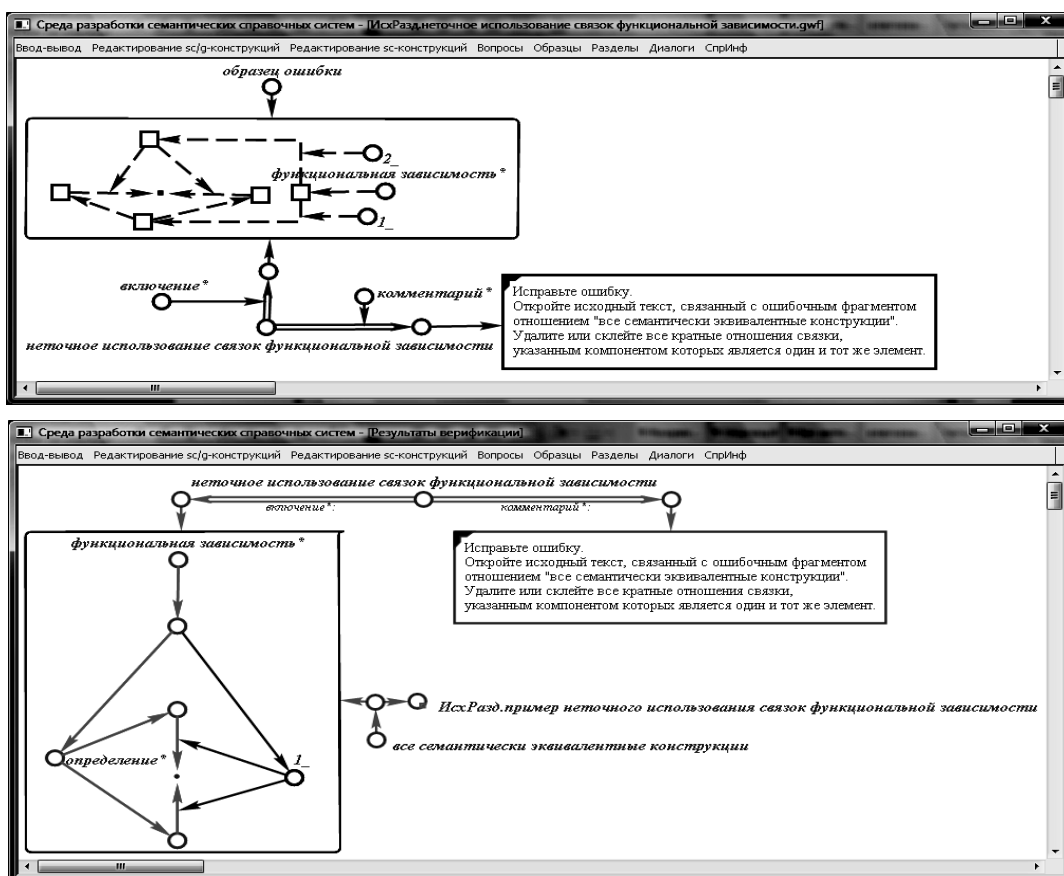 Среда разработки семантических справочных систем - [ИсхРазд.неточное использование связок функциональной зависимости.gwf]
Ввод-вывод Редактирование sc/g-конструкций Редактирование sc-конструкций Вопросы Образцы Разделы Диалоги СпрИнф
образец ошибки
2_
функциональная зависимость*
1_
включение*
комментарий*
неточное использование связок функциональной зависимости
Исправьте ошибку.
Откройте исходный текст, связанный с ошибочным фрагментом
отношением "все семантически эквивалентные конструкции".
Удалите или склейте все кратные отношения связки,
указанным компонентом которых является один и тот же элемент.
Среда разработки семантических справочных систем - [Результаты верификации]
Ввод-вывод Редактирование sc/g-конструкций Редактирование sc-конструкций Вопросы Образцы Разделы Диалоги СпрИнф
неточное использование связок функциональной зависимости
включение*: комментарий*:
функциональная зависимость*
Исправьте ошибку.
Откройте исходный текст, связанный с ошибочным фрагментом
отношением "все семантически эквивалентные конструкции".
Удалите или склейте все кратные отношения связки,
указанным компонентом которых является один и тот же элемент.
ИсхРазд.пример неточного использования связок функциональной зависимости
все семантически эквивалентные конструкции
определение*
1_